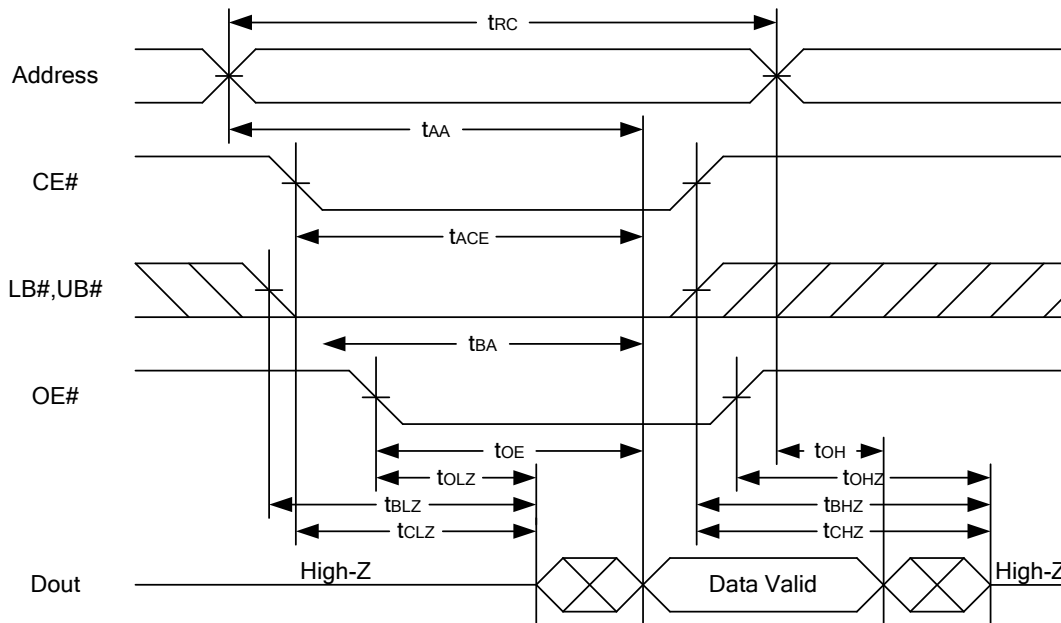 tRC
Address
tAA
CE#
tACE
LB#,UB#
tBA
OE#
tOE
tOH
tOLZ
tOHZ
tBLZ
tBHZ
tCLZ
tCHZ
High-Z
Dout
Data Valid
High-Z